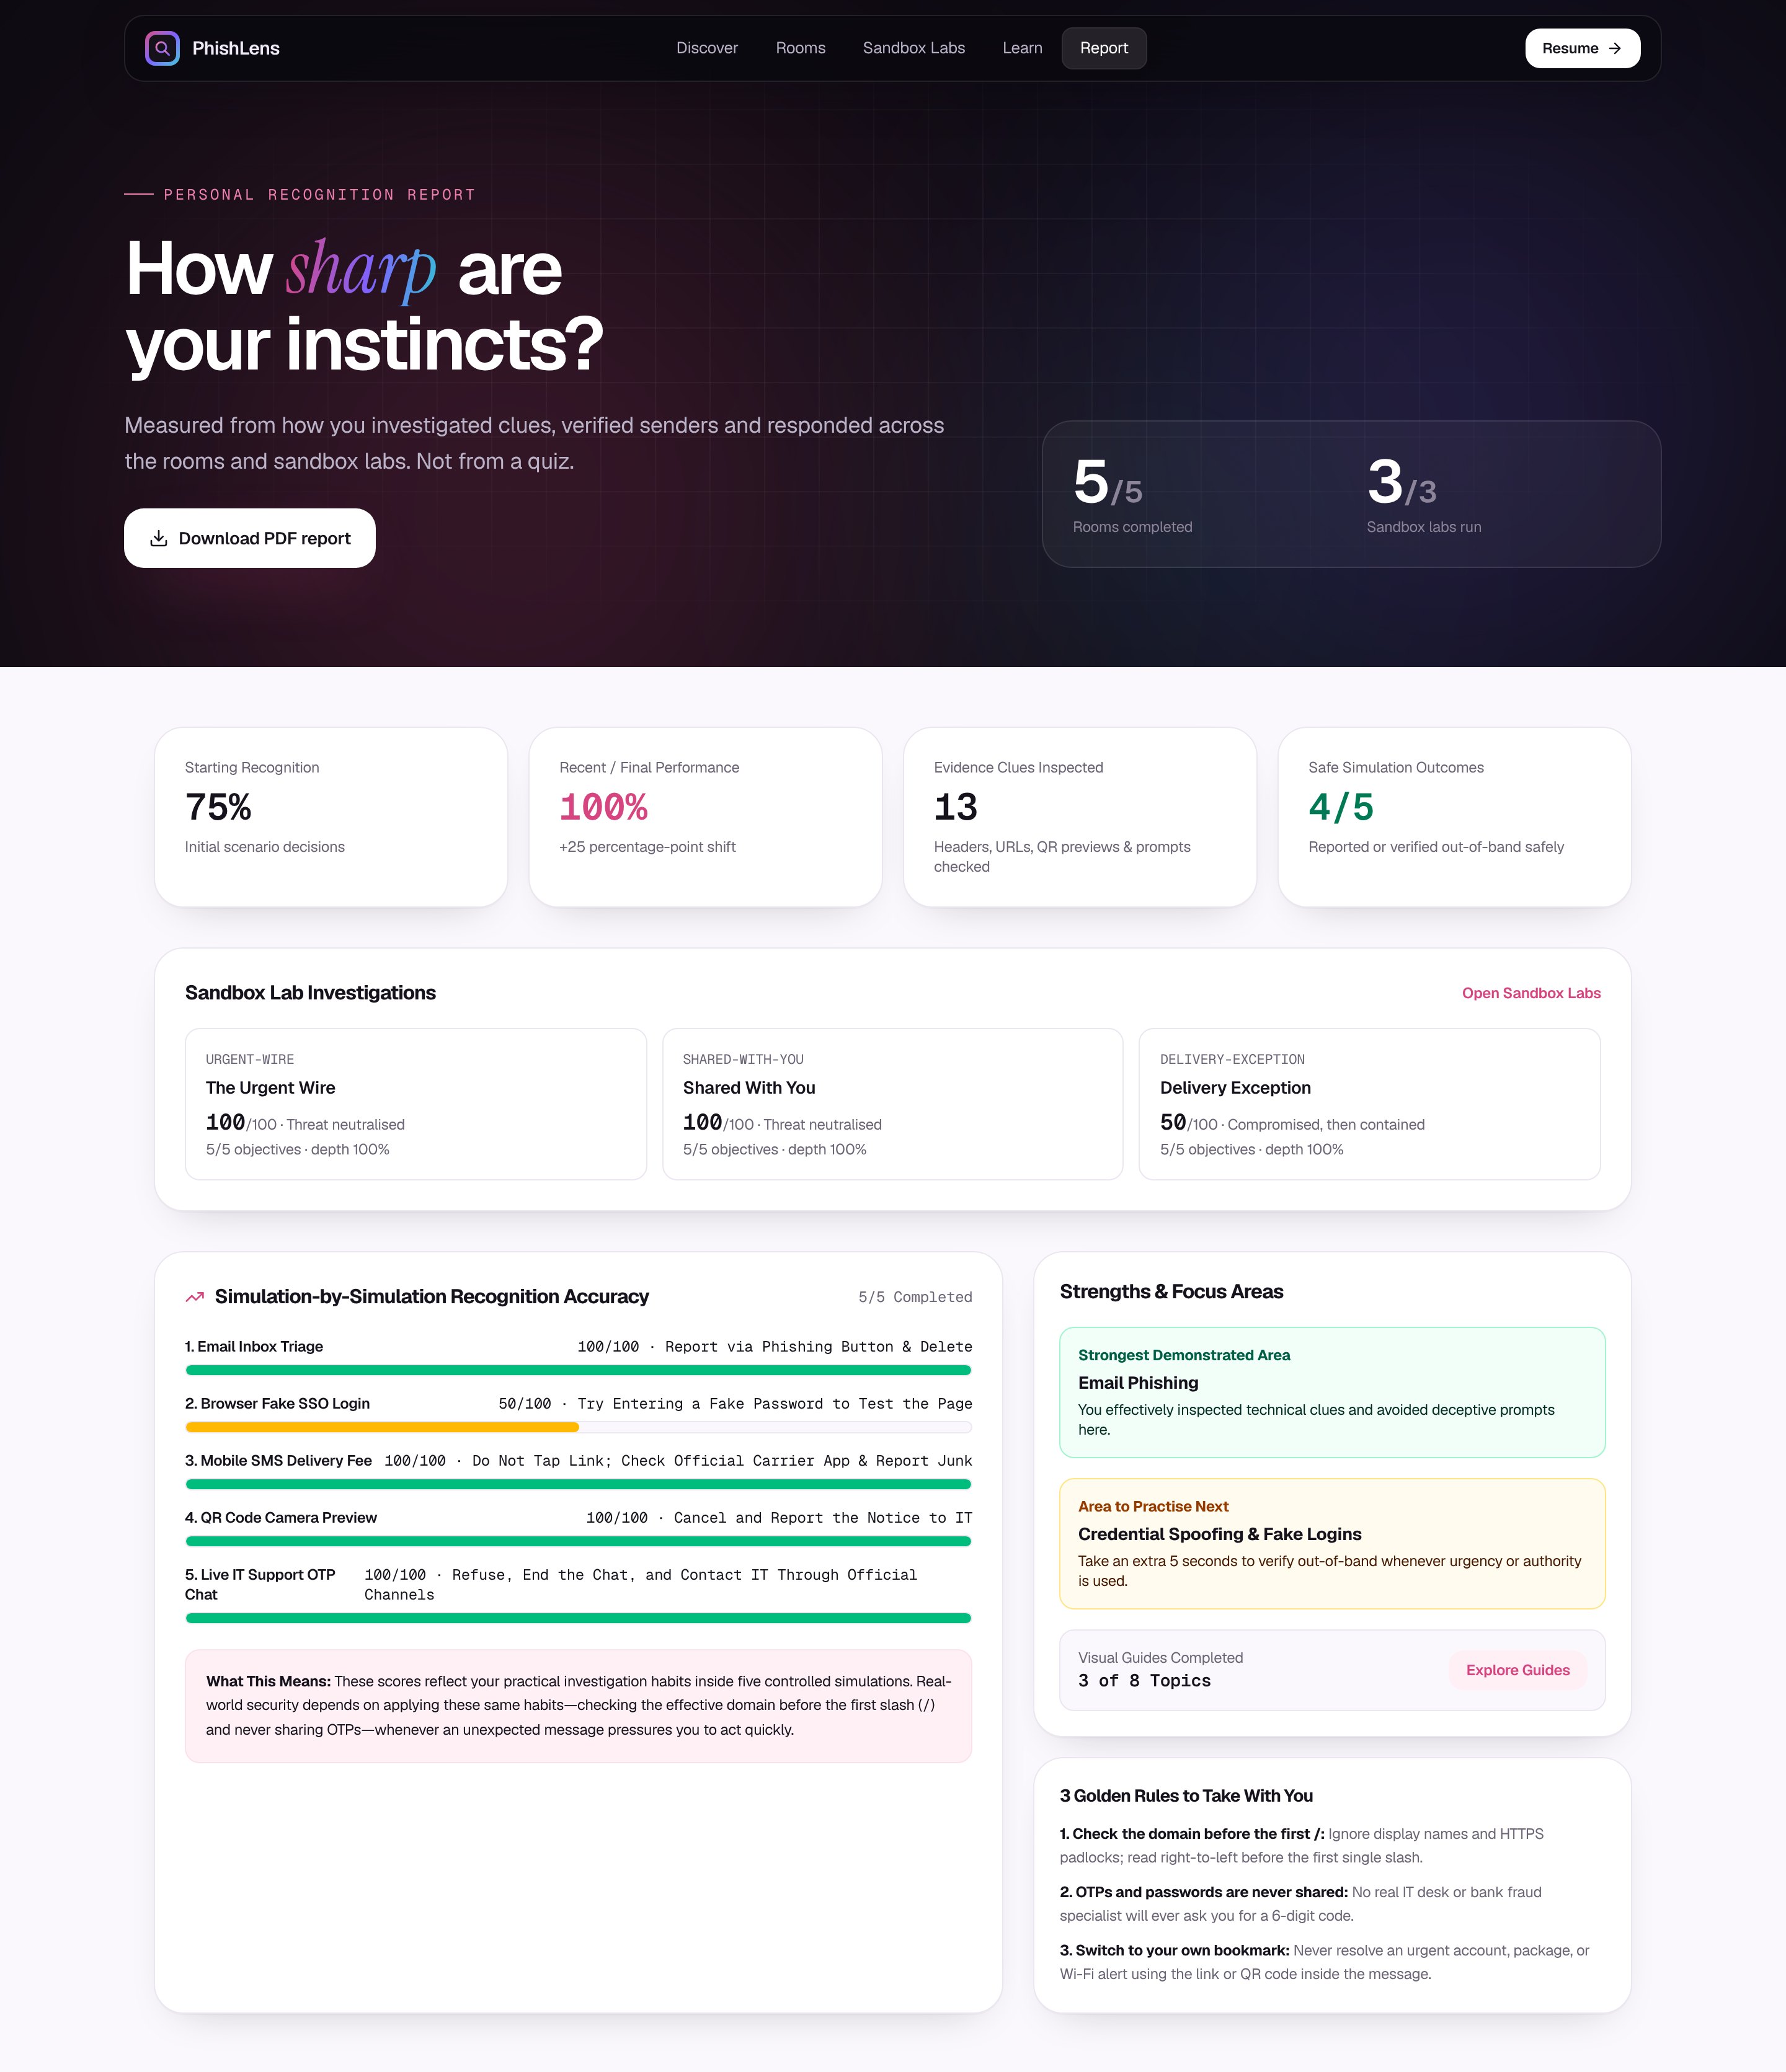 PhishLens
Discover
Rooms
Sandbox Labs
Learn
Report
Resume
PERSONAL RECOGNITION REPORT
How sharp are
your instincts?
Measured from how you investigated clues, verified senders and responded across
the rooms and sandbox labs. Not from a quiz.
Download PDF report
5/5
Rooms completed
3/3
Sandbox labs run
Starting Recognition
75%
Initial scenario decisions
Recent / Final Performance
100%
+25 percentage-point shift
Evidence Clues Inspected
13
Headers, URLs, QR previews & prompts
checked
Safe Simulation Outcomes
4/5
Reported or verified out-of-band safely
Sandbox Lab Investigations
Open Sandbox Labs
URGENT-WIRE
The Urgent Wire
100/100 · Threat neutralised
5/5 objectives · depth 100%
SHARED-WITH-YOU
Shared With You
100/100 · Threat neutralised
5/5 objectives · depth 100%
DELIVERY-EXCEPTION
Delivery Exception
50/100 · Compromised, then contained
5/5 objectives · depth 100%
Simulation-by-Simulation Recognition Accuracy
5/5 Completed
1. Email Inbox Triage
100/100 · Report via Phishing Button & Delete
2. Browser Fake SSO Login
50/100 · Try Entering a Fake Password to Test the Page
3. Mobile SMS Delivery Fee
100/100 · Do Not Tap Link; Check Official Carrier App & Report Junk
4. QR Code Camera Preview
100/100 · Cancel and Report the Notice to IT
5. Live IT Support OTP
Chat
100/100 · Refuse, End the Chat, and Contact IT Through Official
Channels
What This Means: These scores reflect your practical investigation habits inside five controlled simulations. Real-
world security depends on applying these same habits—checking the effective domain before the first slash (/)
and never sharing OTPs—whenever an unexpected message pressures you to act quickly.
Strengths & Focus Areas
Strongest Demonstrated Area
Email Phishing
You effectively inspected technical clues and avoided deceptive prompts
here.
Area to Practise Next
Credential Spoofing & Fake Logins
Take an extra 5 seconds to verify out-of-band whenever urgency or authority
is used.
Visual Guides Completed
3 of 8 Topics
Explore Guides
3 Golden Rules to Take With You
1. Check the domain before the first /: Ignore display names and HTTPS
padlocks; read right-to-left before the first single slash.
2. OTPs and passwords are never shared: No real IT desk or bank fraud
specialist will ever ask you for a 6-digit code.
3. Switch to your own bookmark: Never resolve an urgent account, package, or
Wi-Fi alert using the link or QR code inside the message.